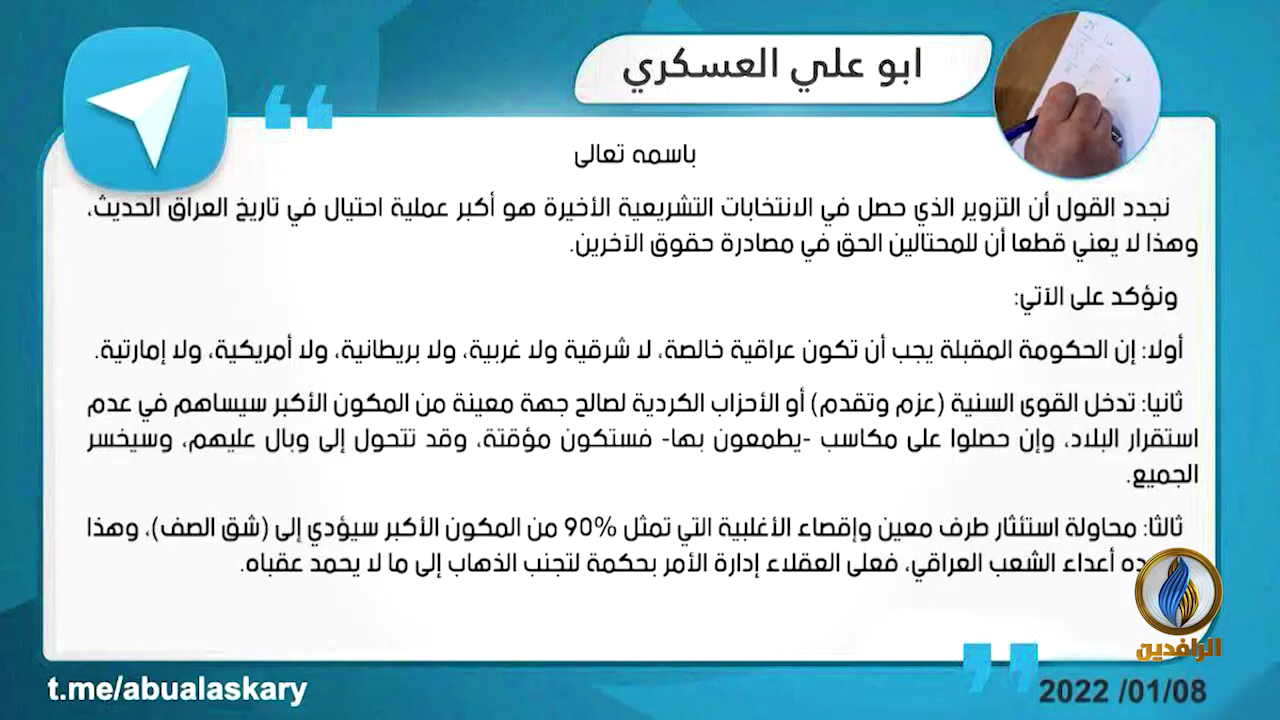 ابو علي العسكري
باسمه تعالى
نجدد القول أن التزوير الذي حصل في الانتخابات التشريعية الأخيرة هو أكبر عملية احتيال في تاريخ العراق الحديث،
وهذا لا يعني قطعا أن للمحتالين الحق في مصادرة حقوق الآخرين.
ونؤكد على الآتي:
أولا: إن الحكومة المقبلة يجب أن تكون عراقية خالصة، لا شرقية ولا غربية، ولا بريطانية، ولا أمريكية، ولا إمارتية.
ثانيا: تدخل القوى السنية (عزم وتقدم) أو الأحزاب الكردية لصالح جهة معينة من المكون الأكبر سيساهم في عدم
استقرار البلاد، وإن حصلوا على مكاسب -يطمعون بها- فستكون مؤقتة، وقد تتحول إلى وبال عليهم، وسيخسر
الجميع.
ثالثا: محاولة استئثار طرف معين وإقصاء الأغلبية التي تمثل 90% من المكون الأكبر سيؤدي إلى (شق الصف)، وهذا
أعداء الشعب العراقي، فعلى العقلاء إدارة الأمر بحكمة لتجنب الذهاب إلى ما لا يحمد عقباه.
الرافدين
t.me/abualaskary
2022 /01/08